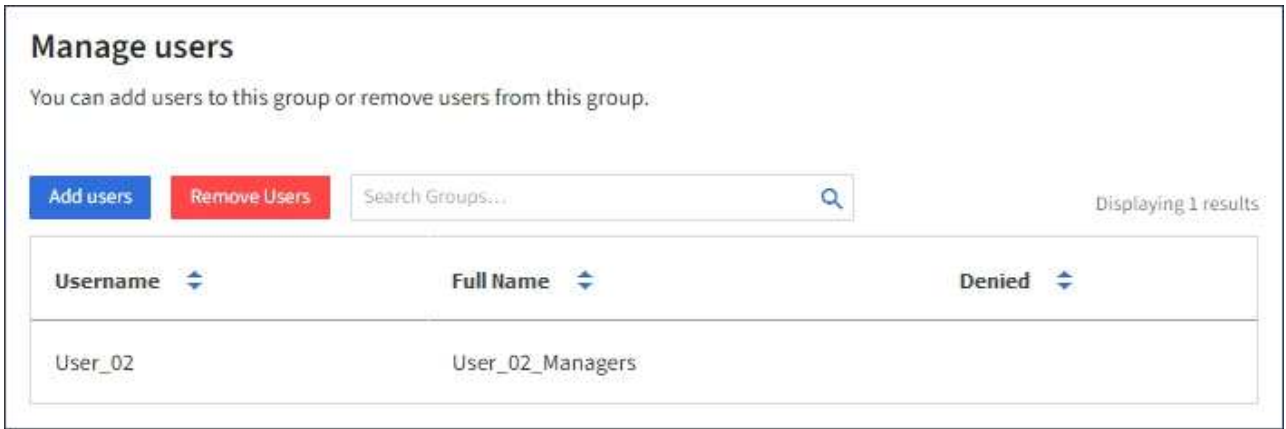 Manage users
You can add users to this group or remove users from this group.
Add users Remove Users Search Groups... Displaying 1 results
Username Full Name Denied
User_02 User_02_Managers